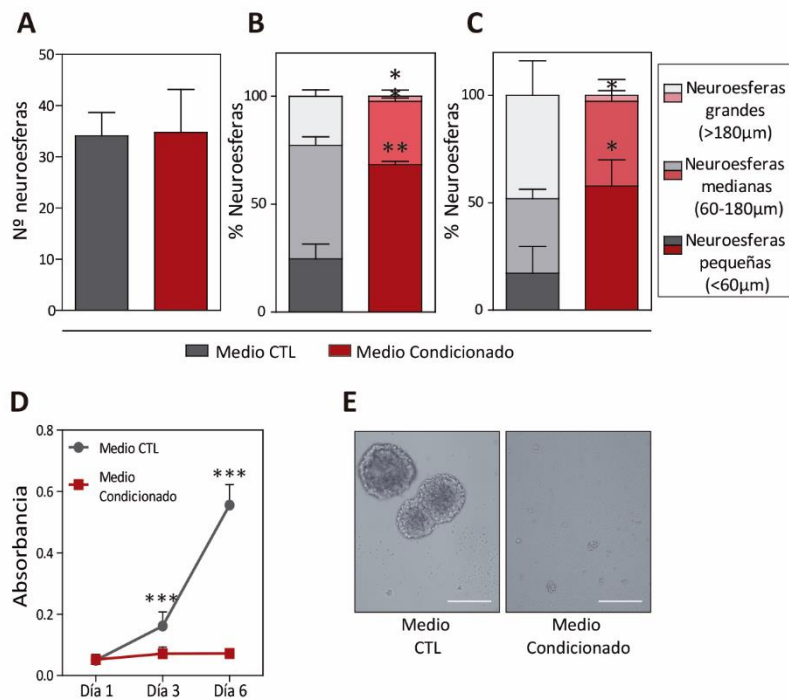 A
B
C
50
40
30
20
10
0
Nº neuroesferas
100
50
0
% Neuroesferas
*
*
**
100
50
0
% Neuroesferas
*
*
Neuroesferas
grandes
(>180µm)
Neuroesferas
medianas
(60-180µm)
Neuroesferas
pequeñas
(<60µm)
Medio CTL
Medio Condicionado
D
0.8
0.6
0.4
0.2
0.0
Absorbancia
Medio CTL
Medio
Condicionado
***
***
Día 1
Día 3
Día 6
E
Medio
CTL
Medio
Condicionado